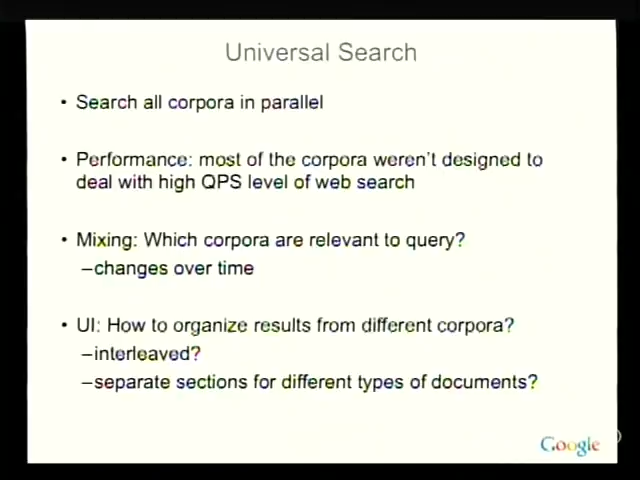 Universal Search
• Search all corpora in parallel
• Performance: most of the corpora weren't designed to
deal with high QPS level of web search
• Mixing: Which corpora are relevant to query?
–changes over time
• UI: How to organize results from different corpora?
–interleaved?
–separate sections for different types of documents?
Google